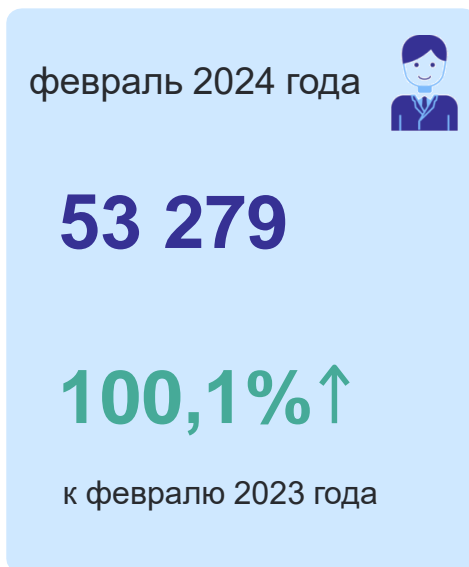 февраль 2024 года
53 279
100,1%↑
к февралю 2023 года